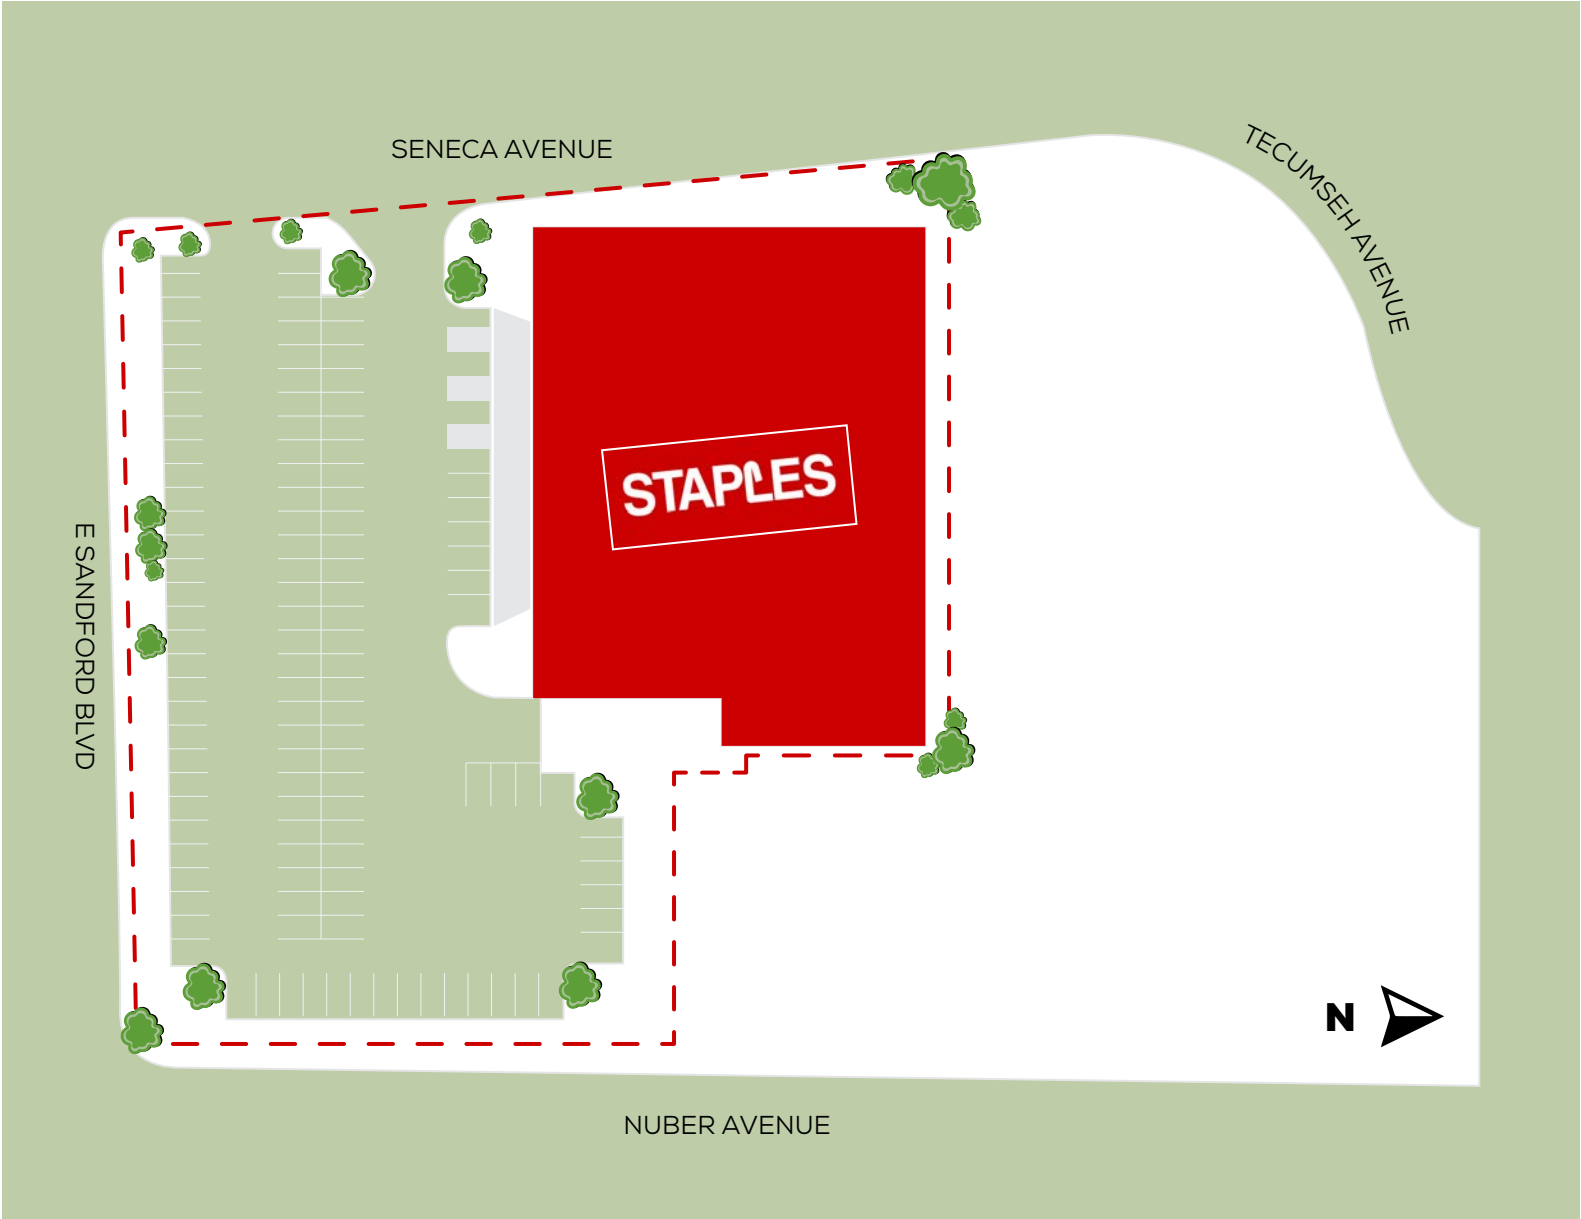 SENECA AVENUE
TECUMSEH AVENUE
STAPLES
E SANDFORD BLVD
N
NUBER AVENUE